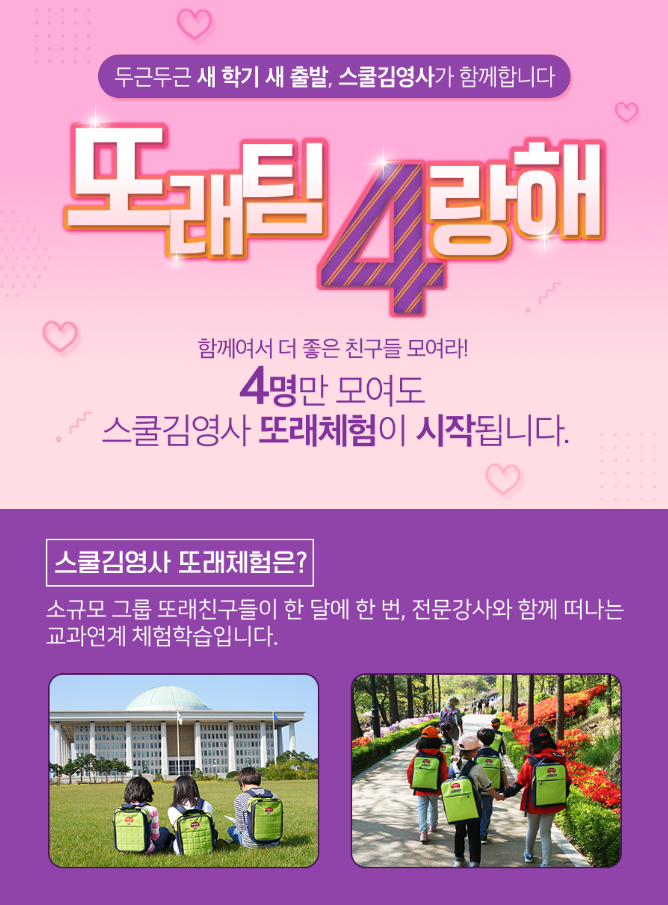 두근두근 새 학기 새 출발, 스쿨김영사가 함께합니다
또래팀 4랑해
함께여서 더 좋은 친구들 모여라!
4명만 모여도
스쿨김영사 또래체험이 시작됩니다.
스쿨김영사 또래체험은?
소규모 그룹 또래친구들이 한 달에 한 번, 전문강사와 함께 떠나는
교과연계 체험학습입니다.